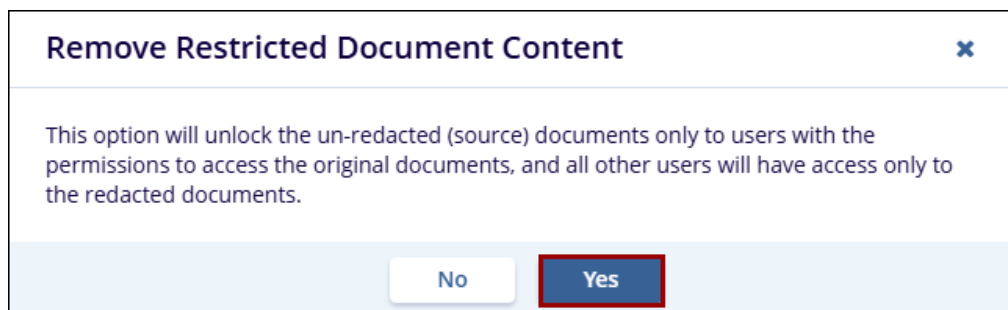 Remove Restricted Document Content
This option will unlock the un-redacted (source) documents only to users with the
permissions to access the original documents, and all other users will have access only to
the redacted documents.
No Yes